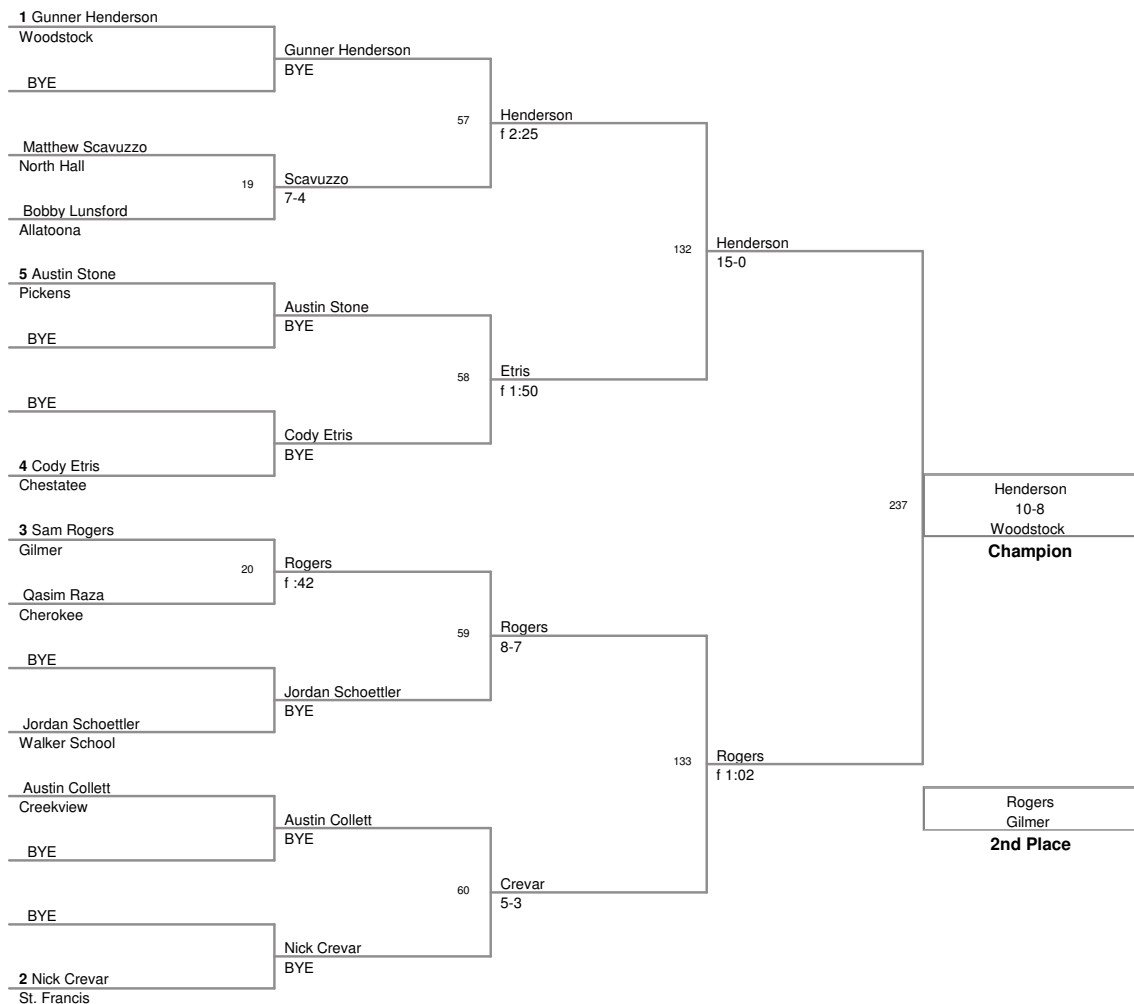 1 Gunner Henderson
Woodstock
BYE
Matthew Scavuzzo
North Hall
19
Bobby Lunsford
Allatoona
5 Austin Stone
Pickens
BYE
BYE
4 Cody Etris
Chestatee
3 Sam Rogers
Gilmer
20
Qasim Raza
Cherokee
BYE
Jordan Schoettler
Walker School
Austin Collett
Creekview
BYE
BYE
2 Nick Crevar
St. Francis
Gunner Henderson
BYE
57
Scavuzzo
7-4
Austin Stone
BYE
58
Cody Etris
BYE
Rogers
f :42
59
Jordan Schoettler
BYE
Austin Collett
BYE
60
Nick Crevar
BYE
Henderson
f 2:25
132
Etris
f 1:50
Rogers
8-7
133
Crevar
5-3
Henderson
15-0
237
Rogers
f 1:02
Henderson
10-8
Woodstock
Champion
Rogers
Gilmer
2nd Place